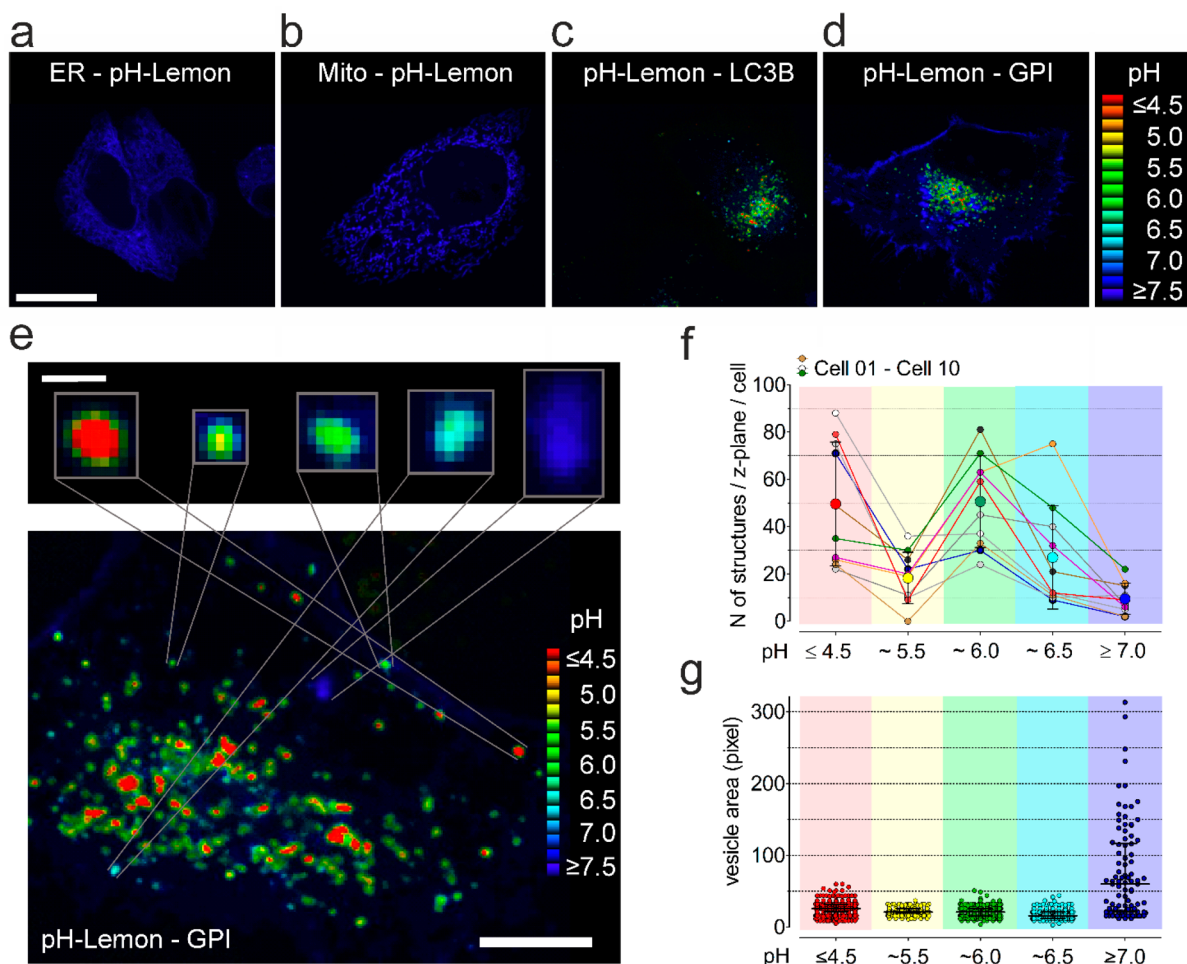 a
b
c
d
ER - pH-Lemon
Mito - pH-Lemon
pH-Lemon - LC3B
pH-Lemon - GPI
pH
≤4.5
5.0
5.5
6.0
6.5
7.0
≥7.5
e
pH
≤4.5
5.0
5.5
6.0
6.5
7.0
≥7.5
pH-Lemon - GPI
f
Cell 01 - Cell 10
N of structures / z-plane / cell
100
80
60
40
20
0
pH ≤ 4.5 ~ 5.5 ~ 6.0 ~ 6.5 ≥ 7.0
g
vesicle area (pixel)
300
200
100
0
pH ≤4.5 ~5.5 ~6.0 ~6.5 ≥7.0